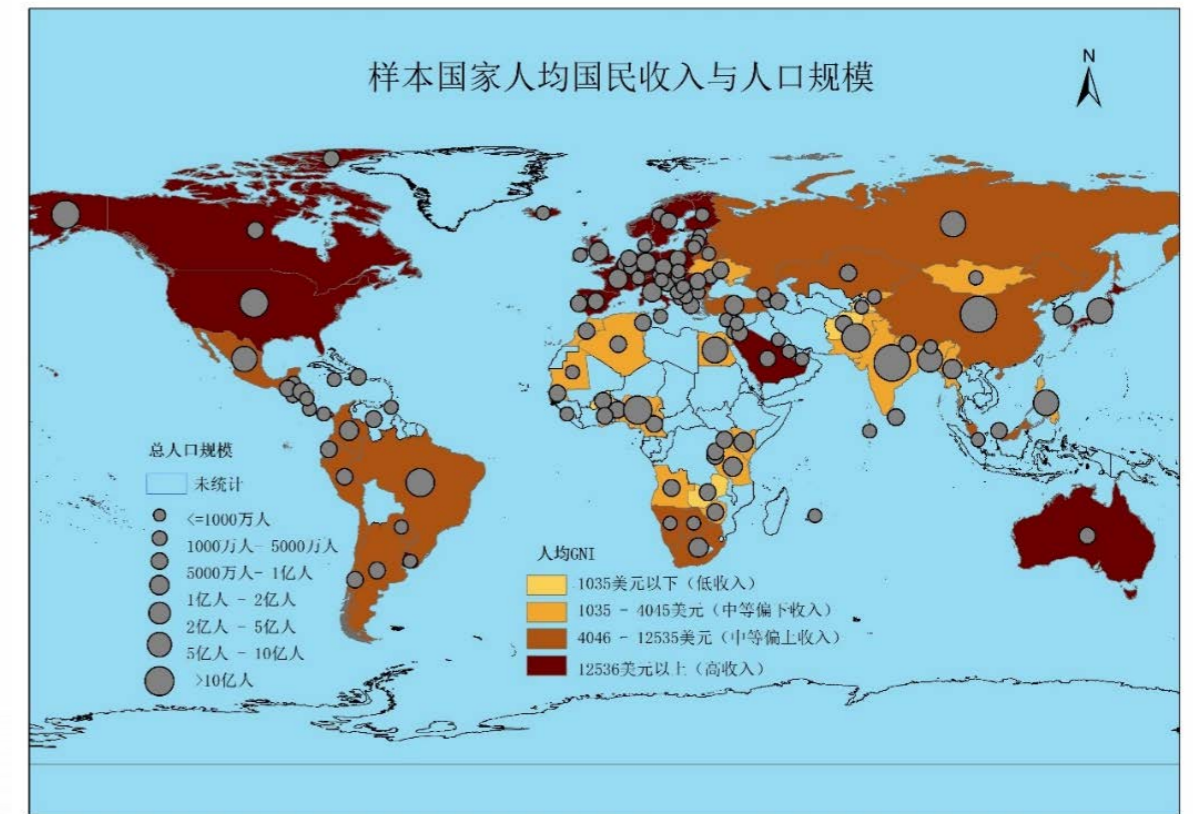 样本国家人均国民收入与人口规模
N
总人口规模
未统计
<=1000万人
1000万人- 5000万人
5000万人- 1亿人
1亿人 - 2亿人
2亿人 - 5亿人
5亿人 - 10亿人
>10亿人
人均GNI
1035美元以下（低收入）
1035 - 4045美元（中等偏下收入）
4046 - 12535美元（中等偏上收入）
12536美元以上（高收入）